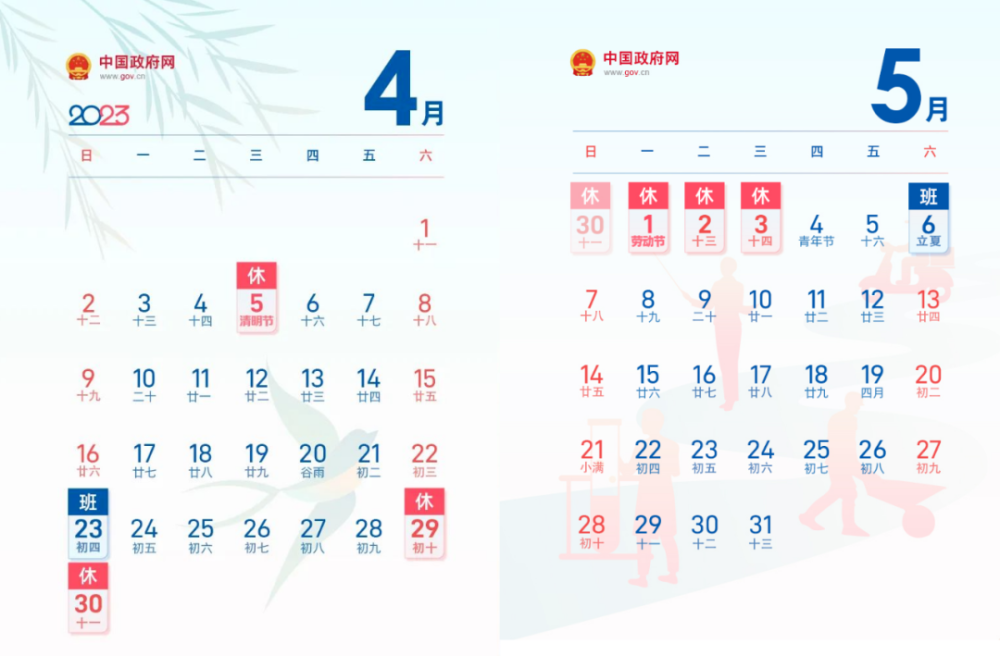 中国政府网
www.gov.cn
4月
2023
日 一 二 三 四 五 六
1
十一
休
2 3 4 5 6 7 8
十二 十三 十四 清明节 十六 十七 十八
9 10 11 12 13 14 15
十九 二十 廿一 廿二 廿三 廿四 廿五
16 17 18 19 20 21 22
廿六 廿七 廿八 廿九 谷雨 初二 初三
班 休
23 24 25 26 27 28 29
初四 初五 初六 初七 初八 初九 初十
休
30
十一
中国政府网
www.gov.cn
5月
日 一 二 三 四 五 六
休 休 休 休 班
30 1 2 3 4 5 6
十一 劳动节 十三 十四 青年节 十六 立夏
7 8 9 10 11 12 13
十八 十九 二十 廿一 廿二 廿三 廿四
14 15 16 17 18 19 20
廿五 廿六 廿七 廿八 廿九 四月 初二
21 22 23 24 25 26 27
小满 初四 初五 初六 初七 初八 初九
28 29 30 31
初十 十一 十二 十三